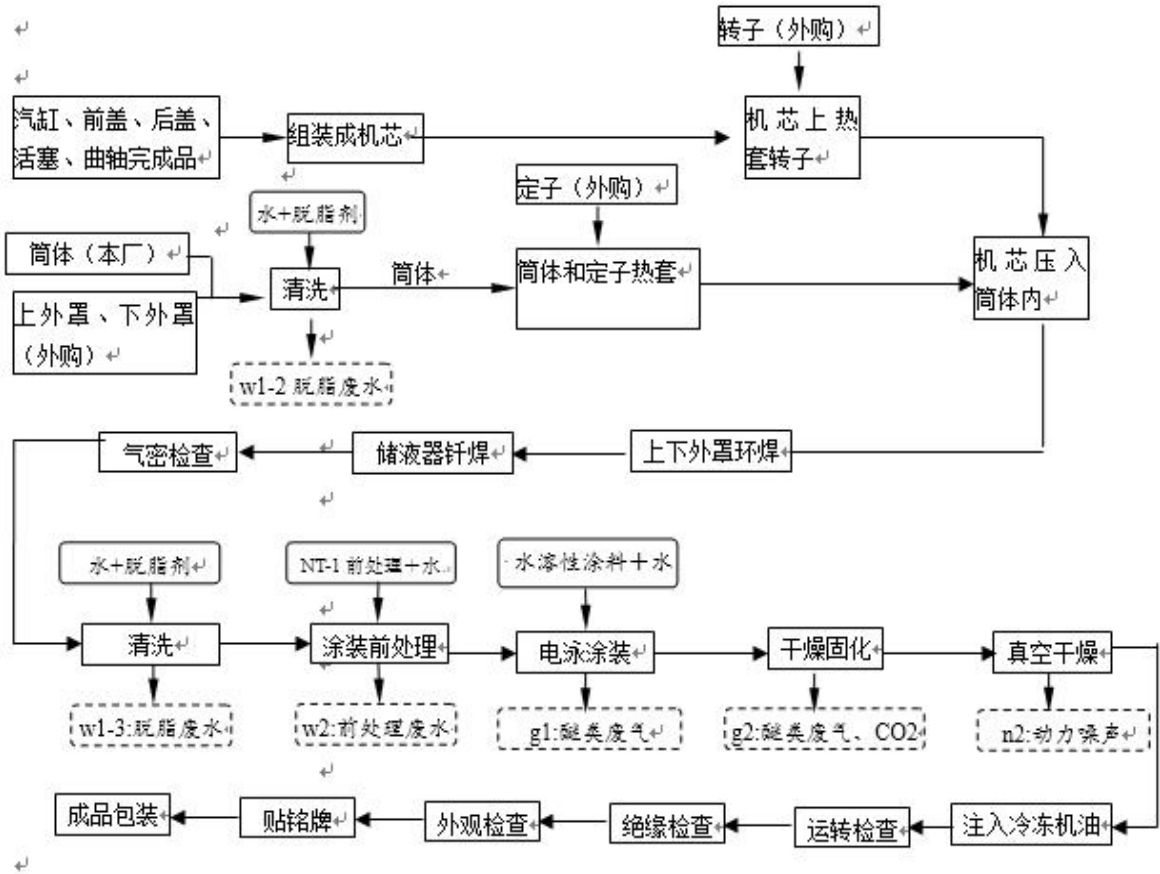 转子（外购）
汽缸、前盖、后盖、
活塞、曲轴完成品
组装成机芯
机芯上热
套转子
定子（外购）
水+脱脂剂
筒体（本厂）
上外罩、下外罩
（外购）
清洗
筒体
筒体和定子热套
机芯压入
筒体内
w1-2 脱脂废水
气密检查
储液器钎焊
上下外罩环焊
水+脱脂剂
NT-1 前处理＋水
水溶性涂料＋水
清洗
涂装前处理
电泳涂装
干燥固化
真空干燥
w1-3:脱脂废水
w2:前处理废水
g1:醚类废气
g2:醚类废气、CO2
n2:动力噪声
成品包装
贴铭牌
外观检查
绝缘检查
运转检查
注入冷冻机油